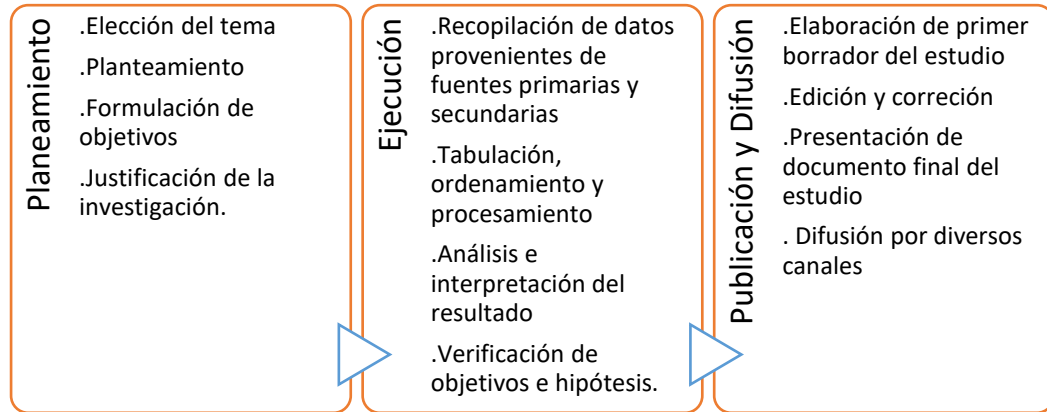 Planeamiento
.Elección del tema
.Planteamiento
.Formulación de
objetivos
.Justificación de la
investigación.
Ejecución
.Recopilación de datos
provenientes de
fuentes primarias y
secundarias
.Tabulación,
ordenamiento y
procesamiento
.Análisis e
interpretación del
resultado
.Verificación de
objetivos e hipótesis.
Publicación y Difusión
.Elaboración de primer
borrador del estudio
.Edición y correción
.Presentación de
documento final del
estudio
. Difusión por diversos
canales